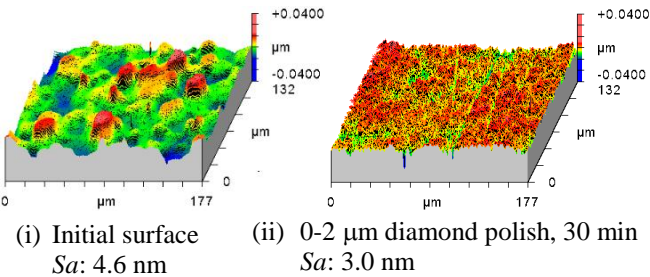 +0.0400
µm
-0.0400
132
µm
0
0
µm
177
+0.0400
µm
-0.0400
132
µm
0
0
µm
177
(i) Initial surface
Sa: 4.6 nm
(ii) 0-2 µm diamond polish, 30 min
Sa: 3.0 nm